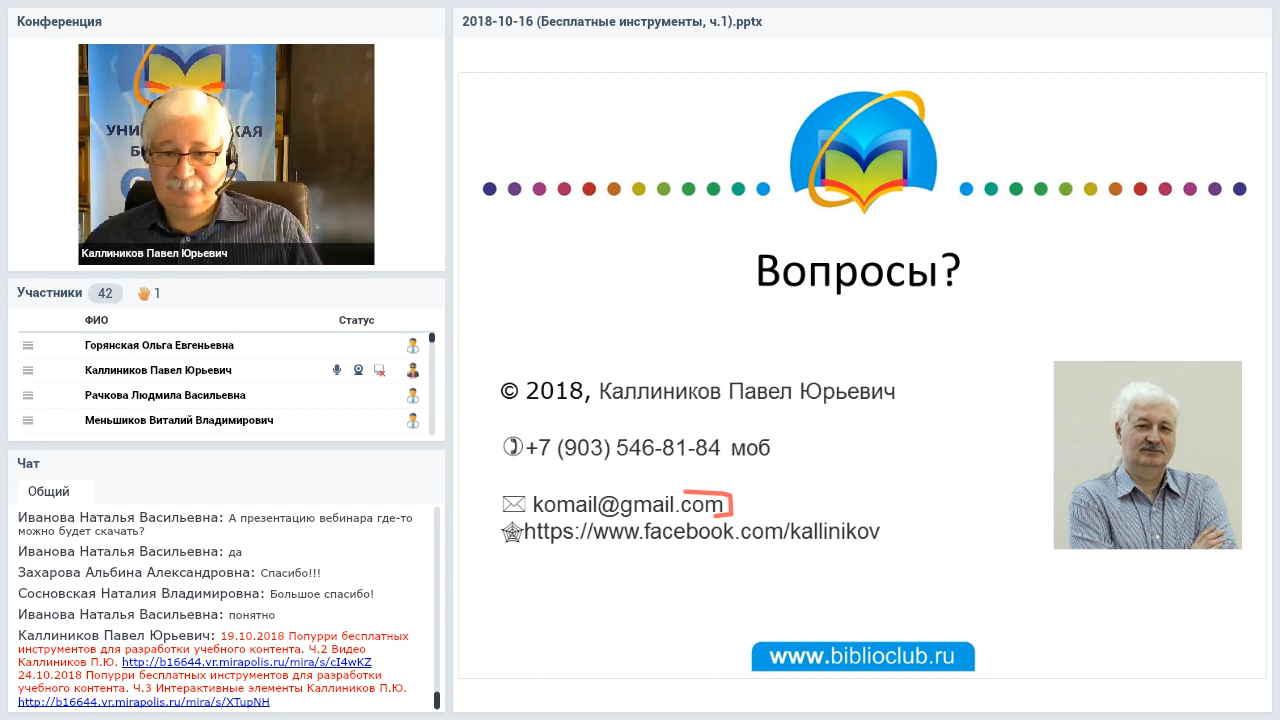 Конференция
УНИ
КАЯ
Каллиников Павел Юрьевич
Участники 42 1
ФИО Статус
Горянская Ольга Евгеньевна
Каллиников Павел Юрьевич
Рачкова Людмила Васильевна
Меньшиков Виталий Владимирович
Чат
Общий
Иванова Наталья Васильевна: А презентацию вебинара где-то
можно будет скачать?
Иванова Наталья Васильевна: да
Захарова Альбина Александровна: Спасибо!!!
Сосновская Наталия Владимировна: Большое спасибо!
Иванова Наталья Васильевна: понятно
Каллиников Павел Юрьевич: 19.10.2018 Попурри бесплатных
инструментов для разработки учебного контента. Ч.2 Видео
Каллиников П.Ю. http://b16644.vr.mirapolis.ru/mira/s/cI4wKZ
24.10.2018 Попурри бесплатных инструментов для разработки
учебного контента. Ч.3 Интерактивные элементы Каллиников П.Ю.
http://b16644.vr.mirapolis.ru/mira/s/XTupNH
2018-10-16 (Бесплатные инструменты, ч.1).pptx
Вопросы?
© 2018, Каллиников Павел Юрьевич
✆+7 (903) 546-81-84 моб
komail@gmail.com
https://www.facebook.com/kallinikov
www.biblioclub.ru